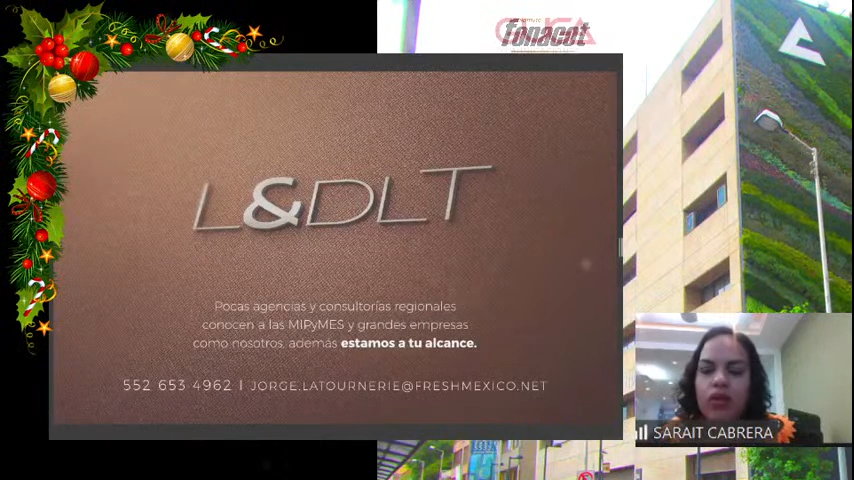 fonacot
L&DLT
Pocas agencias y consultorías regionales
conocen a las MIPyMES y grandes empresas
como nosotros, además estamos a tu alcance.
552 653 4962 | JORGE.LATOURNERIE@FRESHMEXICO.NET
SARAIT CABRERA